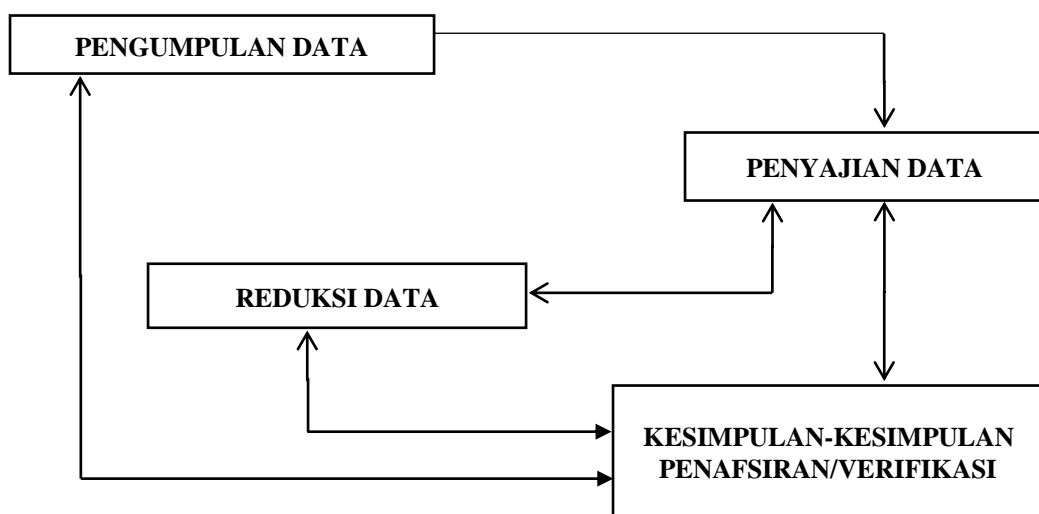 PENGUMPULAN DATA
PENYAJIAN DATA
REDUKSI DATA
KESIMPULAN-KESIMPULAN
PENAFSIRAN/VERIFIKASI